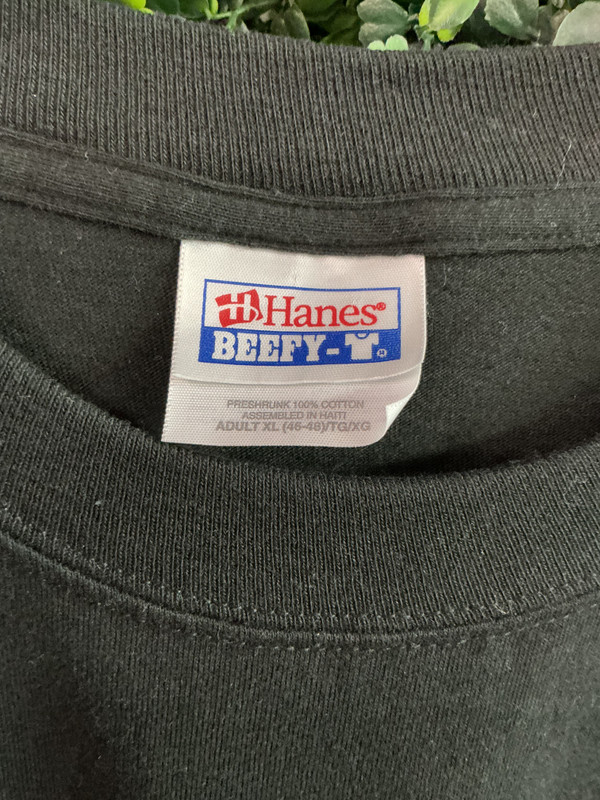 Hanes®
BEEFY-T
PRESHRUNK 100% COTTON
ASSEMBLED IN HAITI
ADULT XL (46-48)/TG/XG